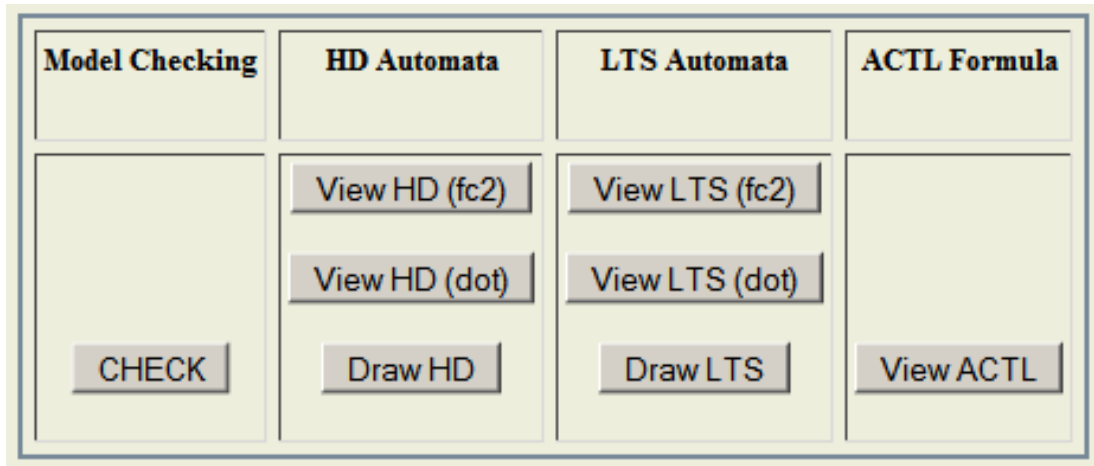 Model Checking
HD Automata
LTS Automata
ACTL Formula
View HD (fc2)
View LTS (fc2)
View HD (dot)
View LTS (dot)
CHECK
Draw HD
Draw LTS
View ACTL